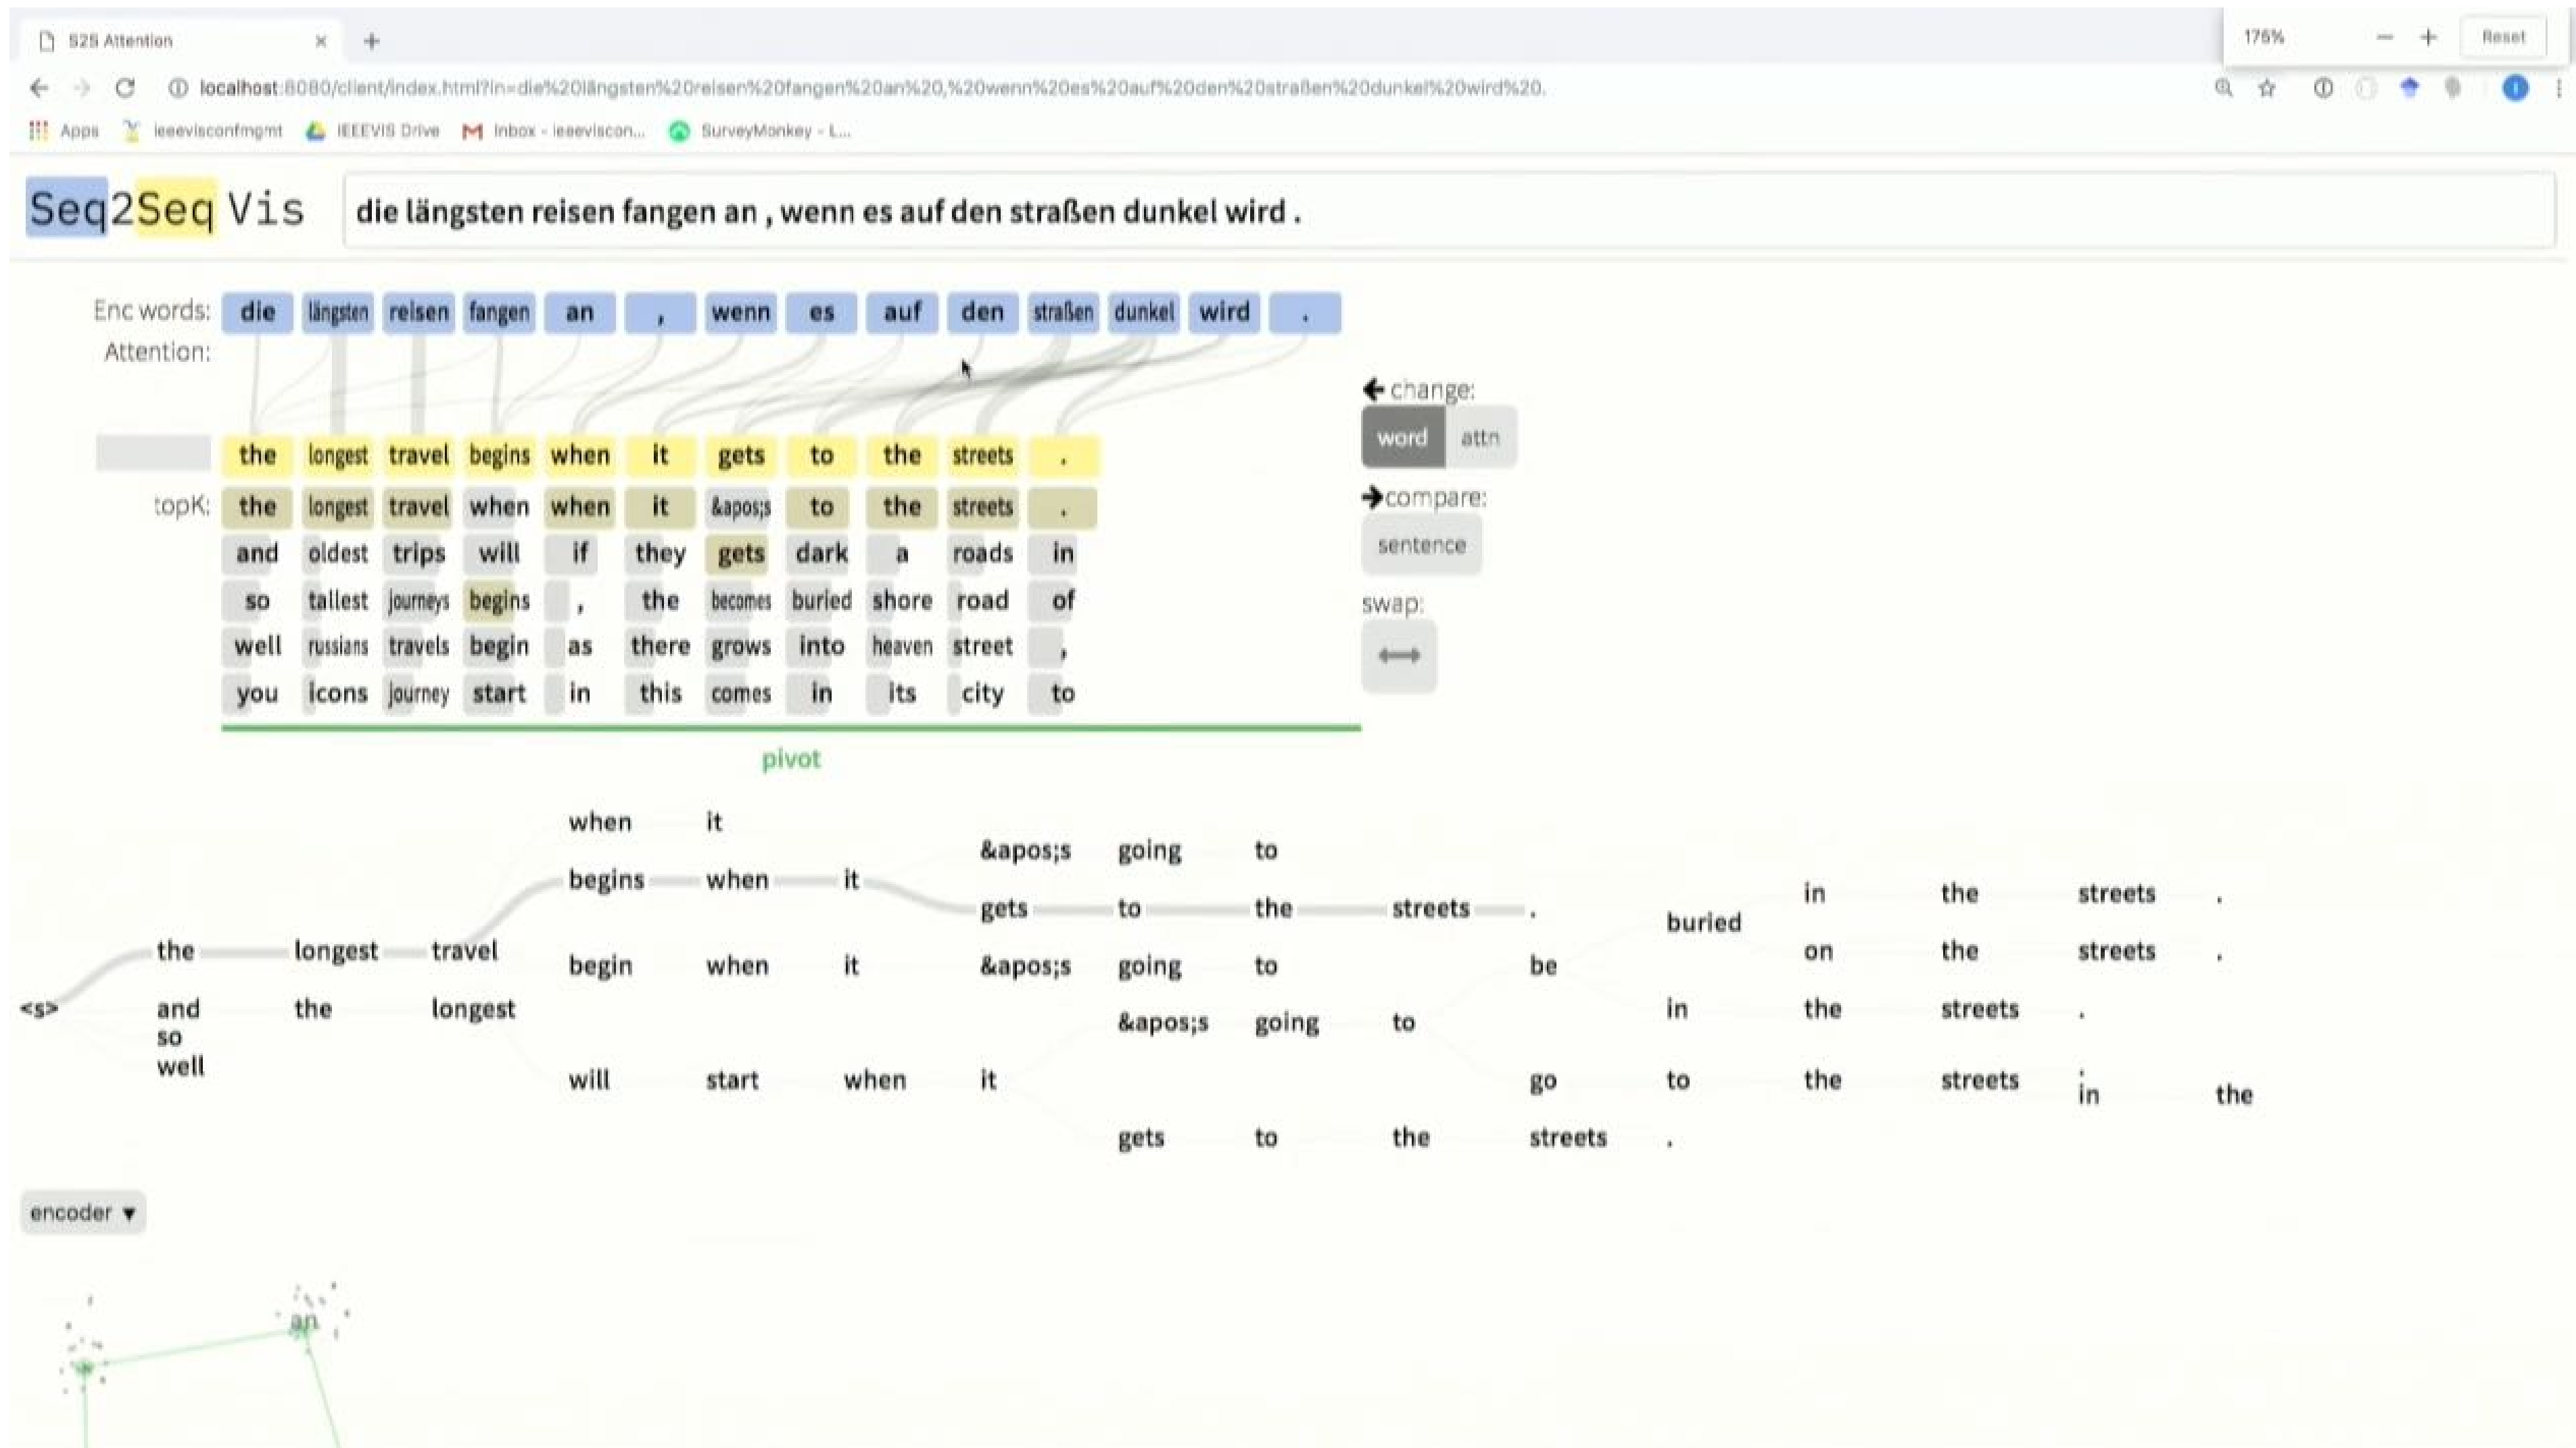 S2S Attention
176% Reset
localhost:8080/client/index.html?in=die%20längsten%20reisen%20fangen%20an%20,%20wenn%20es%20auf%20den%20straßen%20dunkel%20wird%20.
Apps ieeevisconfmgmt IEEEVIS Drive Inbox - ieeeviscon... SurveyMonkey - L...
Seq2Seq Vis die längsten reisen fangen an , wenn es auf den straßen dunkel wird .
Enc words: die längsten reisen fangen an , wenn es auf den straßen dunkel wird .
Attention:
change:
word attn
the longest travel begins when it gets to the streets .
compare:
topK: the longest travel when when it &apos;s to the streets .
sentence
and oldest trips will if they gets dark a roads in
swap:
so tallest journeys begins , the becomes buried shore road of
well russians travels begin as there grows into heaven street ,
you icons journey start in this comes in its city to
pivot
when it
&apos;s going to
begins when it
in the streets .
gets to the streets .
buried
the longest travel
on the streets .
begin when it &apos;s going to
be
<s> and the longest
in the streets .
&apos;s going to
so
well
will start when it
go to the streets .
in the
gets to the streets .
encoder ▼
an